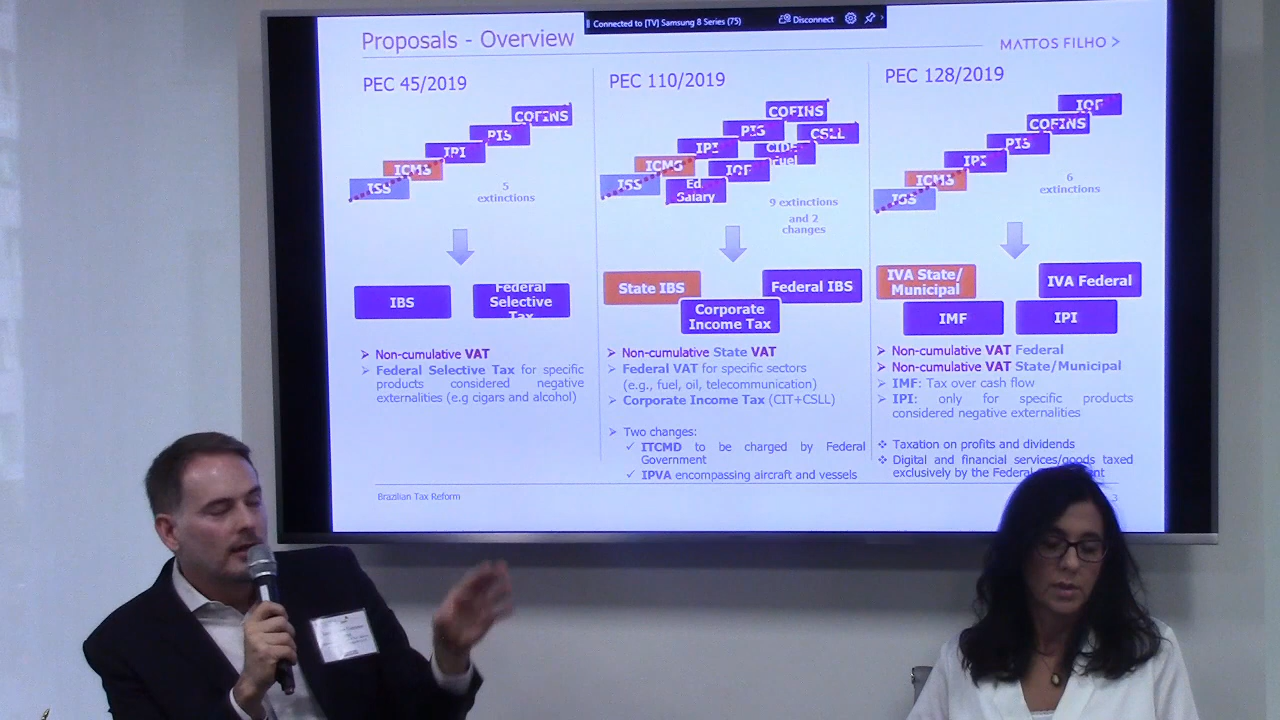 Connected to [TV] Samsung 8 Series (75)
Disconnect
Proposals - Overview
MATTOS FILHO >
PEC 45/2019
COFINS
PIS
IPI
ICMS
ISS
5
extinctions
IBS
Federal
Selective
Tax
➢ Non-cumulative VAT
➢ Federal Selective Tax for specific
products considered negative
externalities (e.g cigars and alcohol)
PEC 110/2019
COFINS
PIS
CSLL
IPI
CIDE
Fuel
ICMS
IOF
ISS
Ed.
Salary
9 extinctions
and 2
changes
State IBS
Federal IBS
Corporate
Income Tax
➢ Non-cumulative State VAT
➢ Federal VAT for specific sectors
(e.g., fuel, oil, telecommunication)
➢ Corporate Income Tax (CIT+CSLL)
➢ Two changes:
✓ ITCMD to be charged by Federal
Government
✓ IPVA encompassing aircraft and vessels
PEC 128/2019
IOF
COFINS
PIS
IPI
ICMS
ISS
6
extinctions
IVA State/
Municipal
IVA Federal
IMF
IPI
➢ Non-cumulative VAT Federal
➢ Non-cumulative VAT State/Municipal
➢ IMF: Tax over cash flow
➢ IPI: only for specific products
considered negative externalities
❖ Taxation on profits and dividends
❖ Digital and financial services/goods taxed
exclusively by the Federal
Brazilian Tax Reform
3